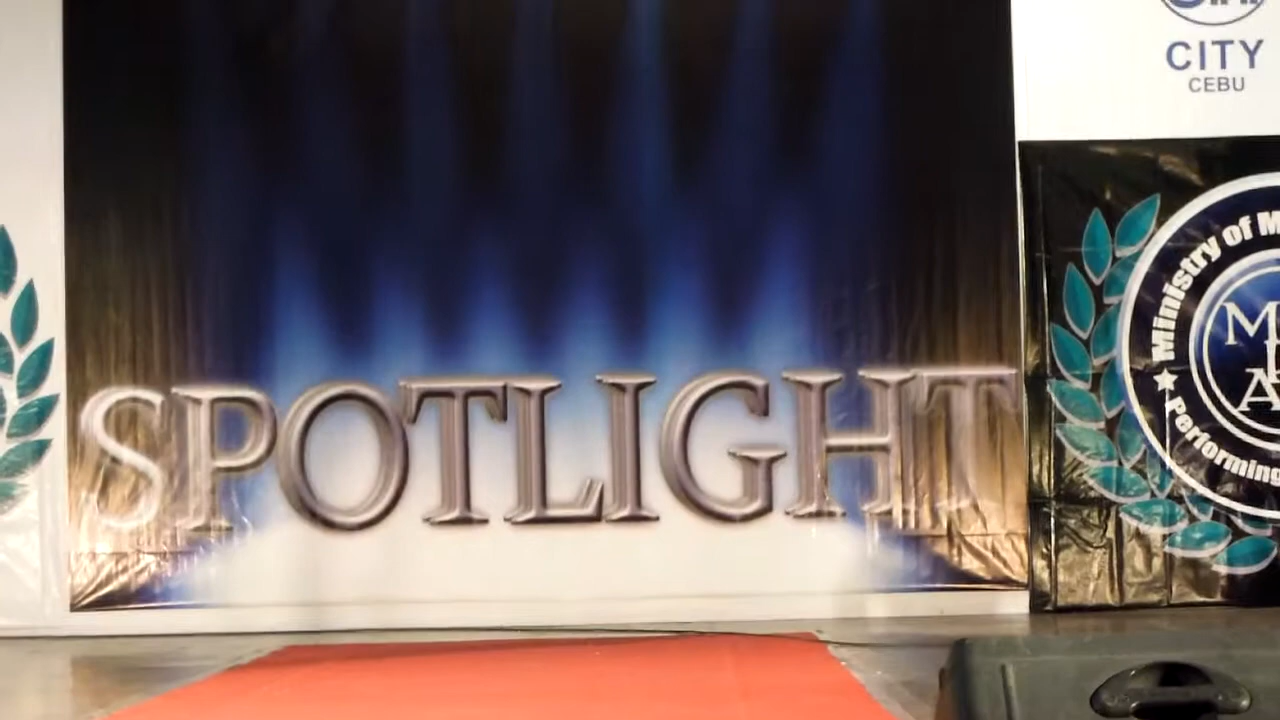 CITY
CEBU
SPOTLIGHT
Ministry of M
Performing
M
A